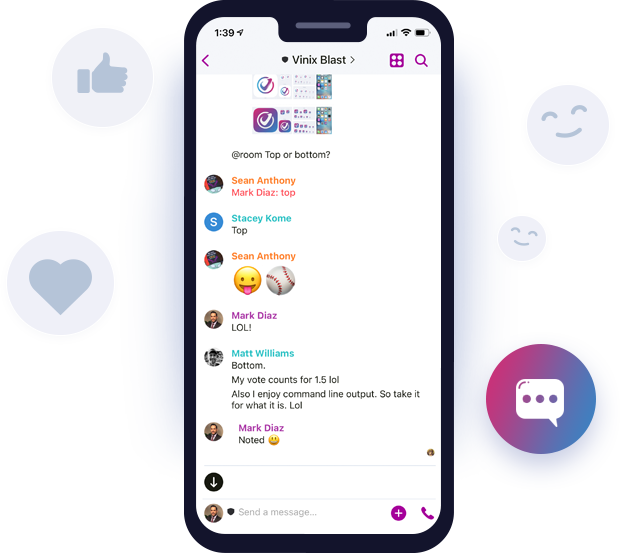 1:39
Vinix Blast
@room Top or bottom?
Sean Anthony
Mark Diaz: top
S
Stacey Kome
Top
Sean Anthony
Mark Diaz
LOL!
Matt Williams
Bottom.
My vote counts for 1.5 lol
Also I enjoy command line output. So take it
for what it is. Lol
Mark Diaz
Noted 😃
Send a message...